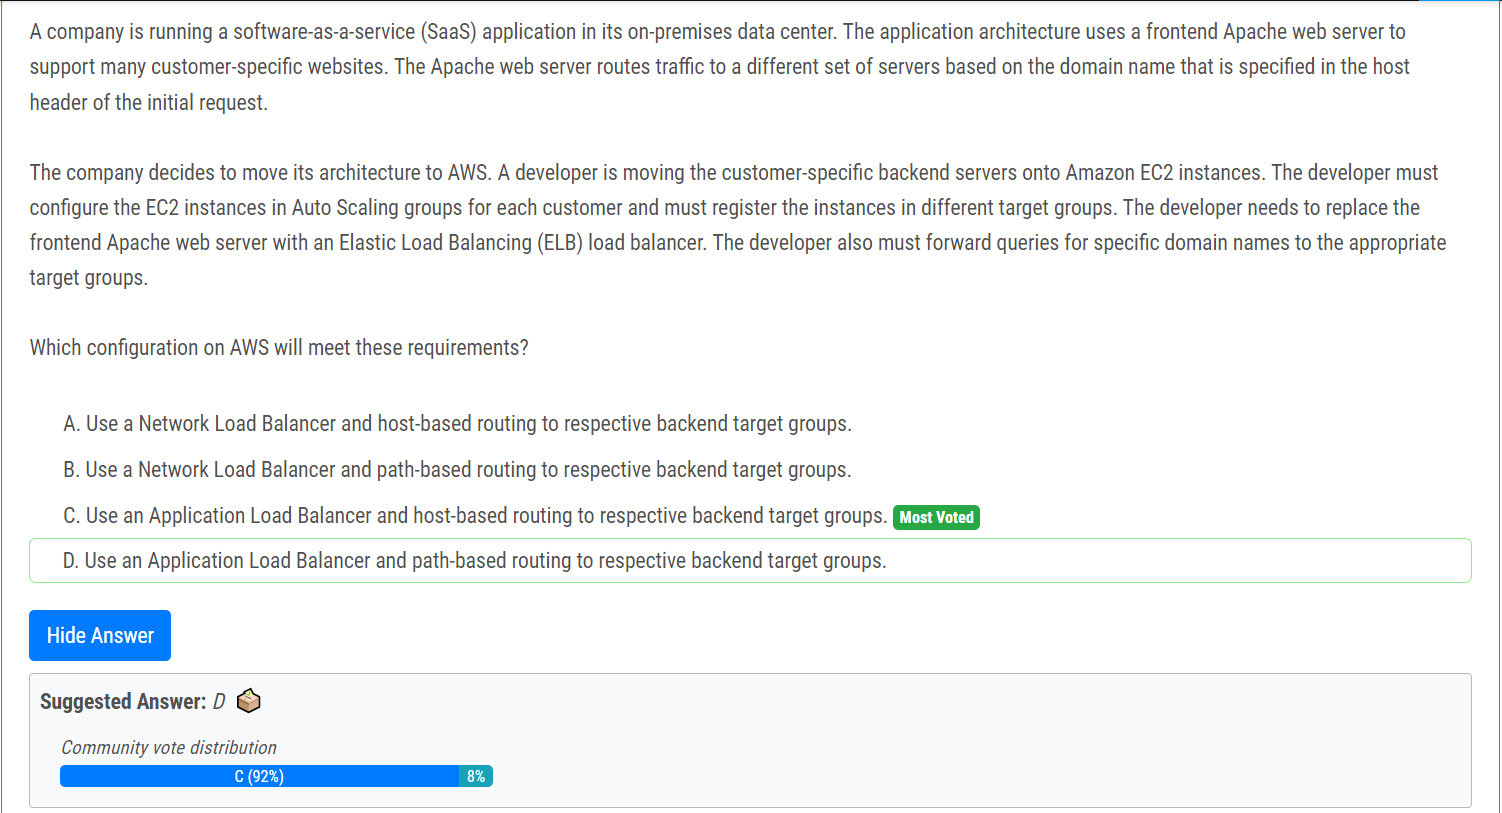 A company is running a software-as-a-service (SaaS) application in its on-premises data center. The application architecture uses a frontend Apache web server to
support many customer-specific websites. The Apache web server routes traffic to a different set of servers based on the domain name that is specified in the host
header of the initial request.
The company decides to move its architecture to AWS. A developer is moving the customer-specific backend servers onto Amazon EC2 instances. The developer must
configure the EC2 instances in Auto Scaling groups for each customer and must register the instances in different target groups. The developer needs to replace the
frontend Apache web server with an Elastic Load Balancing (ELB) load balancer. The developer also must forward queries for specific domain names to the appropriate
target groups.
Which configuration on AWS will meet these requirements?
A. Use a Network Load Balancer and host-based routing to respective backend target groups.
B. Use a Network Load Balancer and path-based routing to respective backend target groups.
C. Use an Application Load Balancer and host-based routing to respective backend target groups. Most Voted
D. Use an Application Load Balancer and path-based routing to respective backend target groups.
Hide Answer
Suggested Answer: D
Community vote distribution
C (92%) 8%